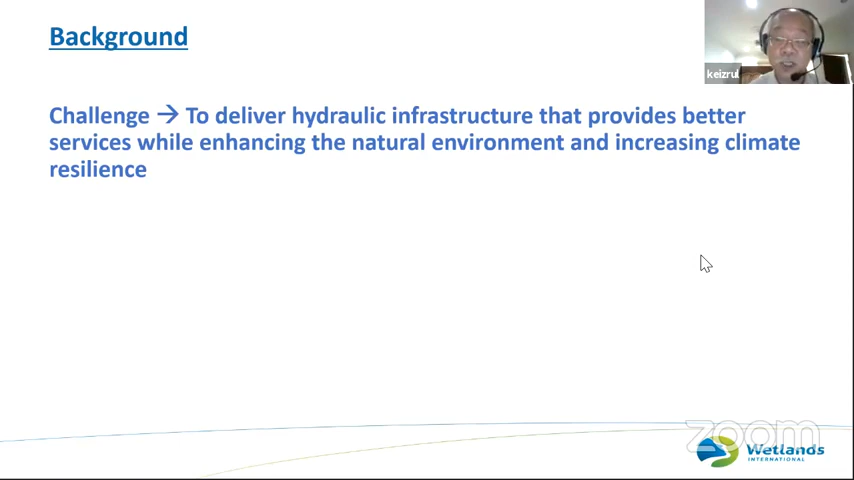 Background
keizrul
Challenge → To deliver hydraulic infrastructure that provides better
services while enhancing the natural environment and increasing climate
resilience
zoom
Wetlands
INTERNATIONAL